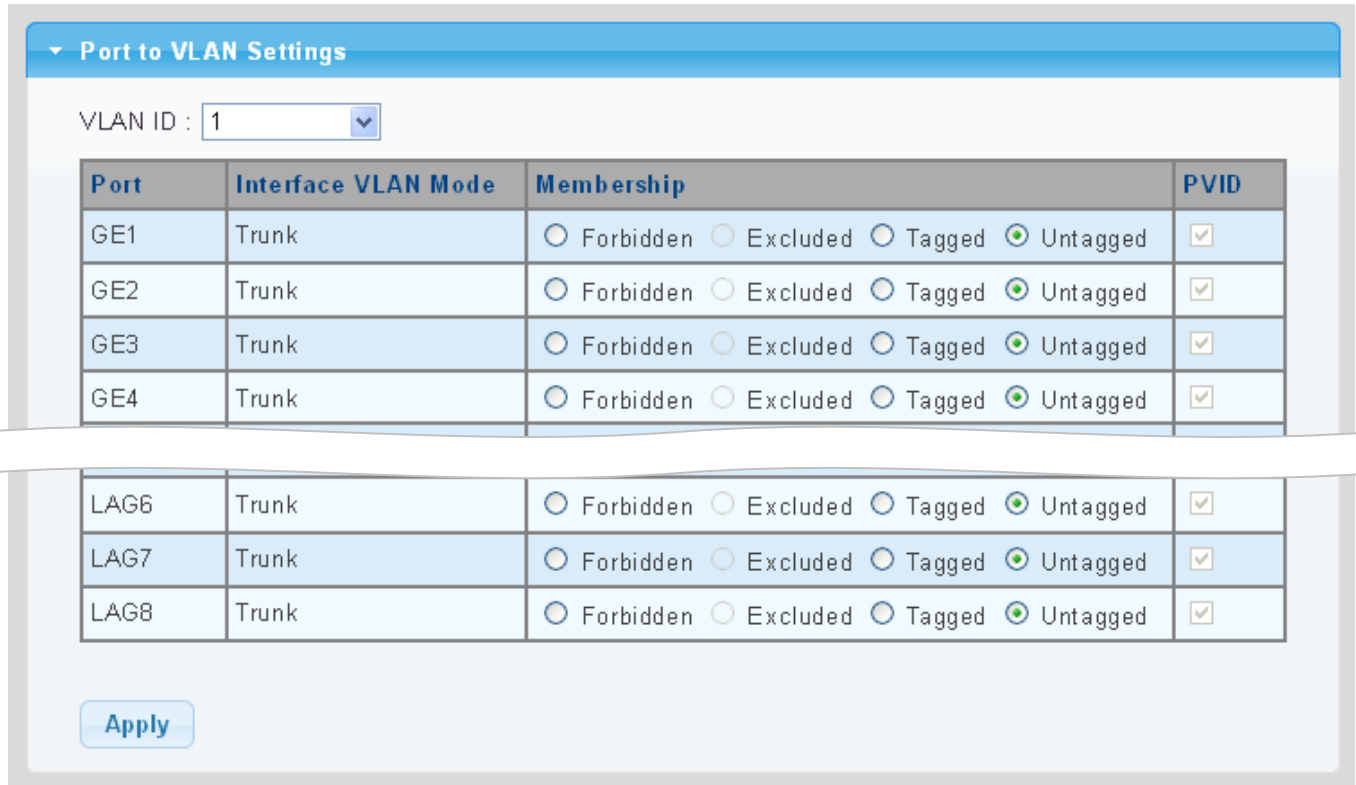 Port to VLAN Settings
VLAN ID : 1
Port Interface VLAN Mode Membership PVID
GE1 Trunk Forbidden Excluded Tagged Untagged
GE2 Trunk Forbidden Excluded Tagged Untagged
GE3 Trunk Forbidden Excluded Tagged Untagged
GE4 Trunk Forbidden Excluded Tagged Untagged
LAG6 Trunk Forbidden Excluded Tagged Untagged
LAG7 Trunk Forbidden Excluded Tagged Untagged
LAG8 Trunk Forbidden Excluded Tagged Untagged
Apply